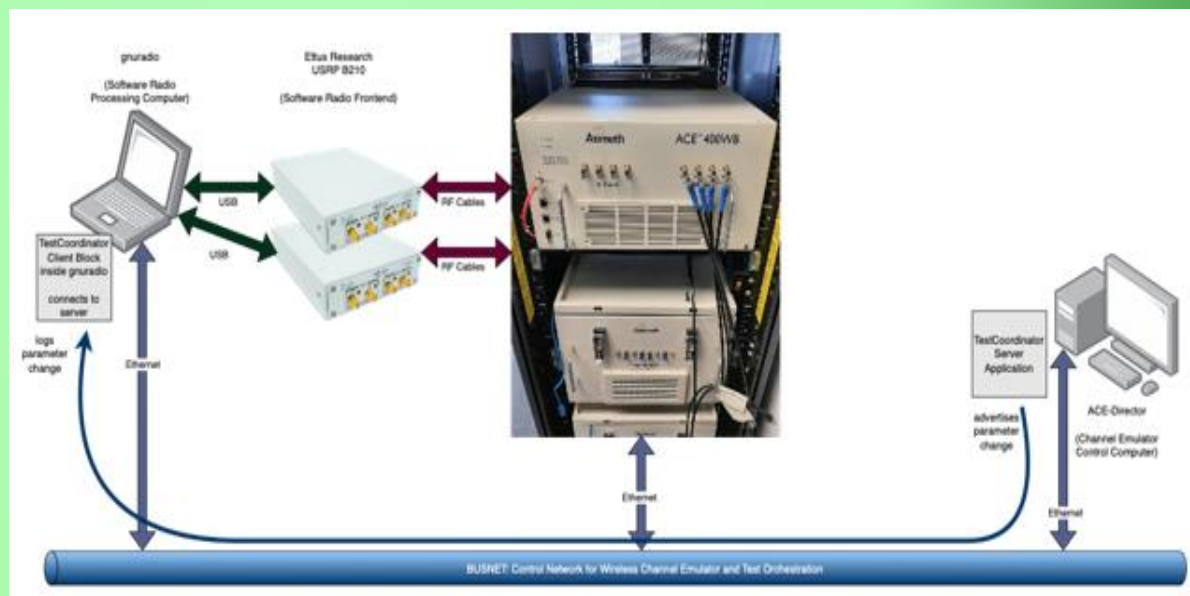 gnuradio
(Software Radio
Processing Computer)
Ettus Research
USRP B210
(Software Radio Frontend)
Azimuth
ACE 400WB
USB
USB
RF Cables
RF Cables
TestCoordinator
Client Block
inside gnuradio
connects to
server
logs
parameter
change
Ethernet
TestCoordinator
Server
Application
advertises
parameter
change
ACE-Director
(Channel Emulator
Control Computer)
Ethernet
Ethernet
BUSNET: Control Network for Wireless Channel Emulator and Test Orchestration